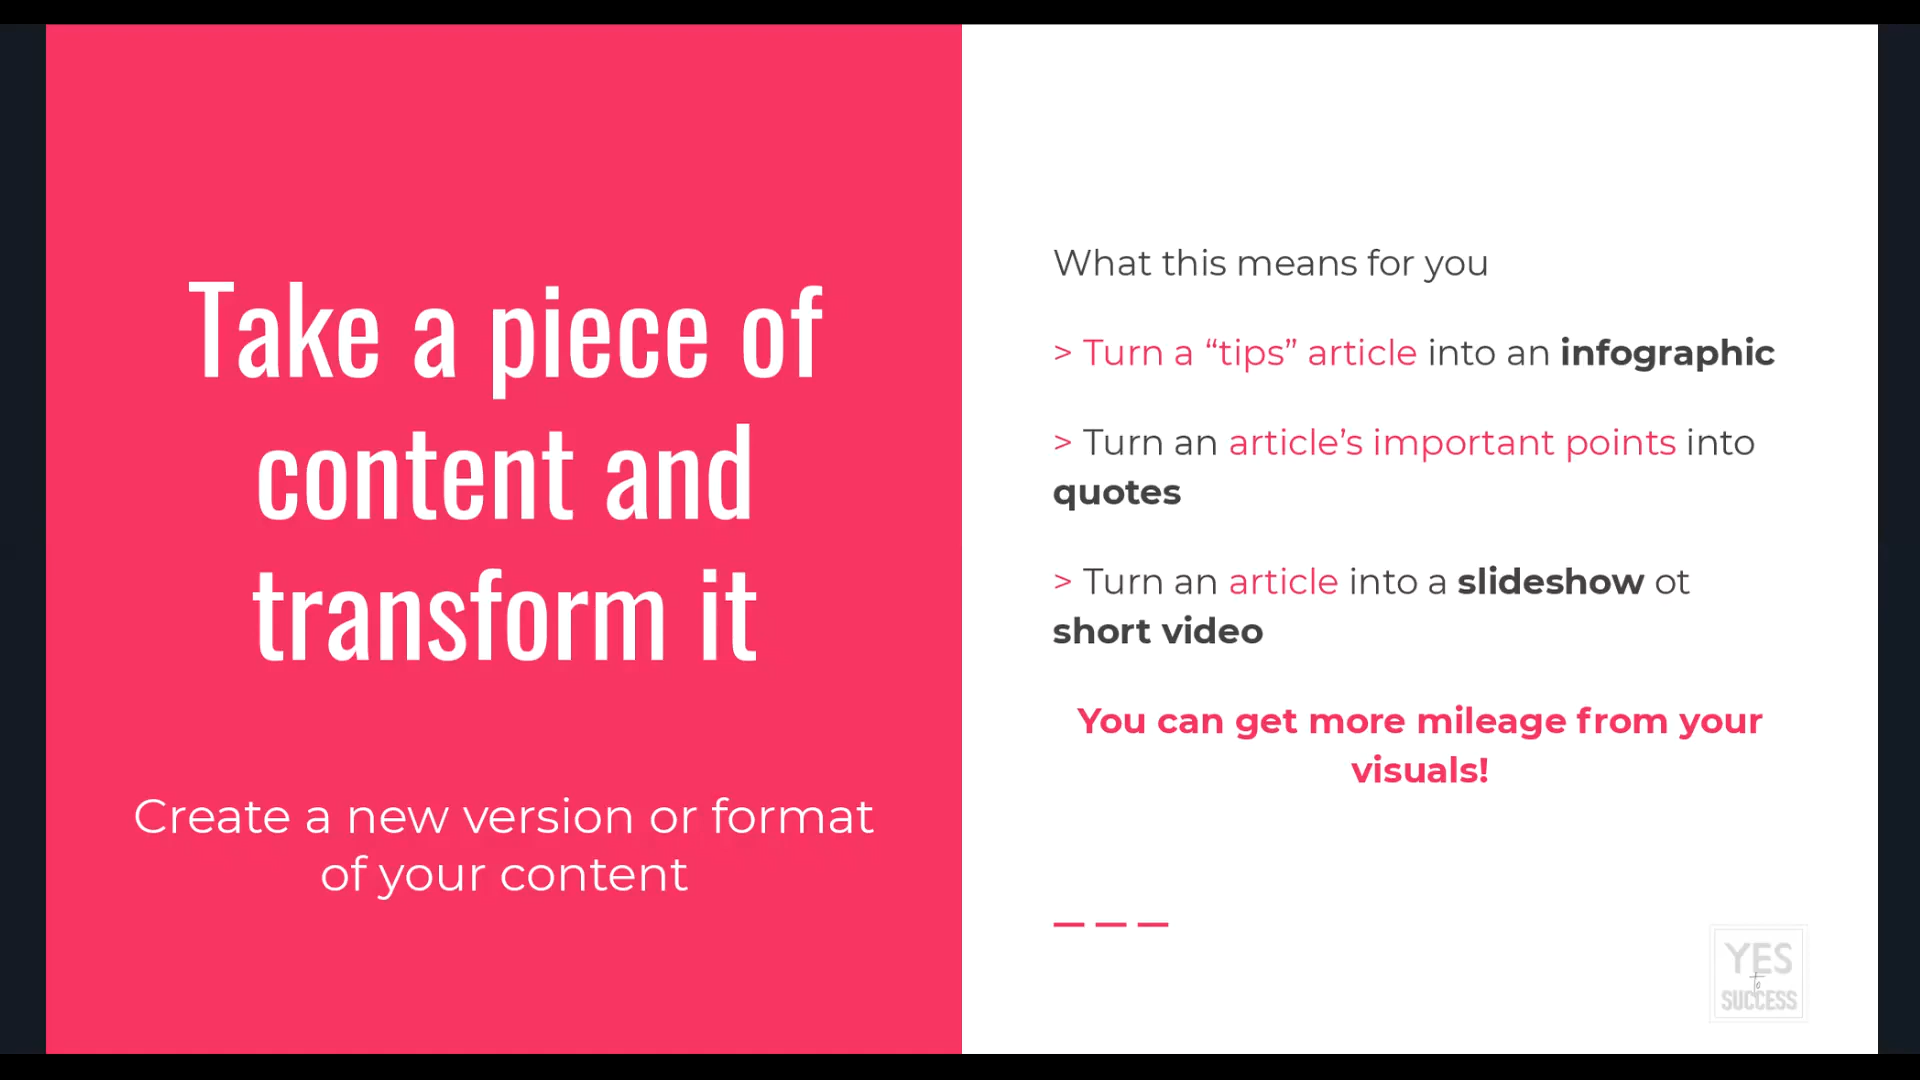 Take a piece of
content and
transform it
Create a new version or format
of your content
What this means for you
> Turn a “tips” article into an infographic
> Turn an article’s important points into
quotes
> Turn an article into a slideshow ot
short video
You can get more mileage from your
visuals!
YES
to
SUCCESS